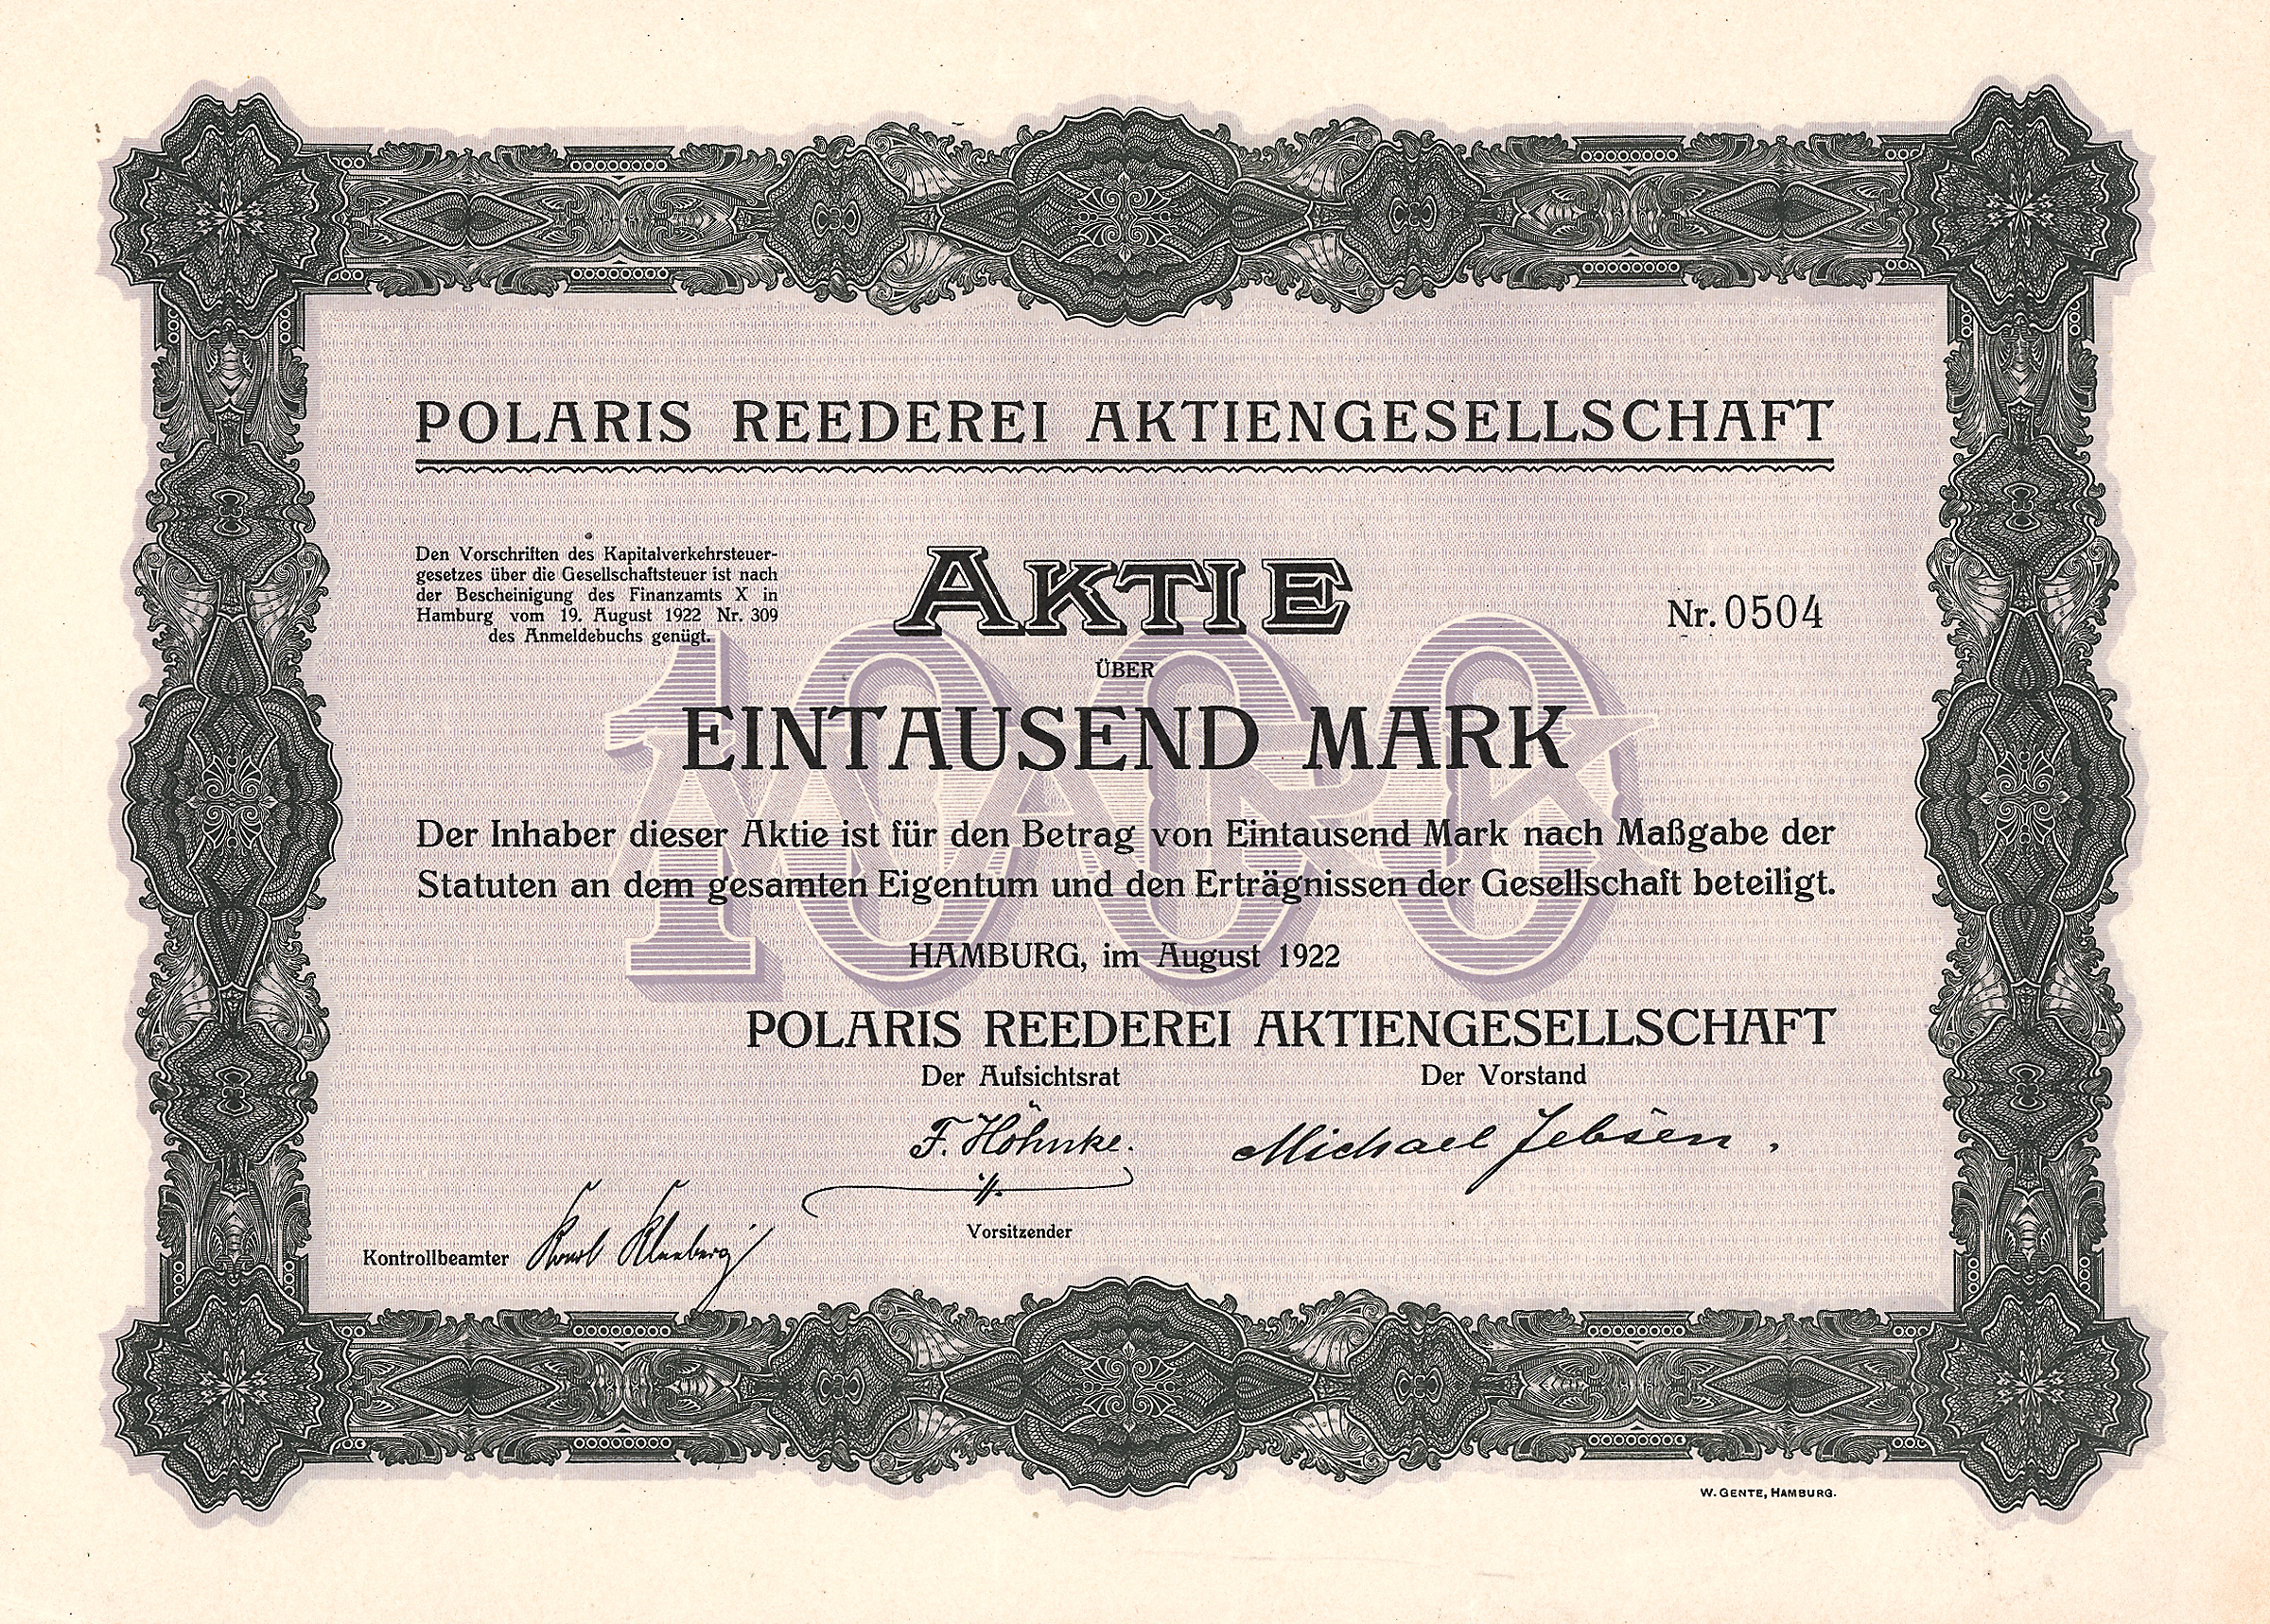 POLARIS REEDEREI AKTIENGESELLSCHAFT
Den Vorschriften des Kapitalverkehrsteuer-
gesetzes über die Gesellschaftsteuer ist nach
der Bescheinigung des Finanzamts X in
Hamburg vom 19. August 1922 Nr. 309
des Anmeldebuchs genügt.
AKTIE
Nr. 0504
ÜBER
1000
MARK
EINTAUSEND MARK
Der Inhaber dieser Aktie ist für den Betrag von Eintausend Mark nach Maßgabe der
Statuten an dem gesamten Eigentum und den Erträgnissen der Gesellschaft beteiligt.
HAMBURG, im August 1922
POLARIS REEDEREI AKTIENGESELLSCHAFT
Der Aufsichtsrat
Der Vorstand
F. Höhnke.
Michael Jebsen.
Vorsitzender
Kontrollbeamter
W. GENTE, HAMBURG.